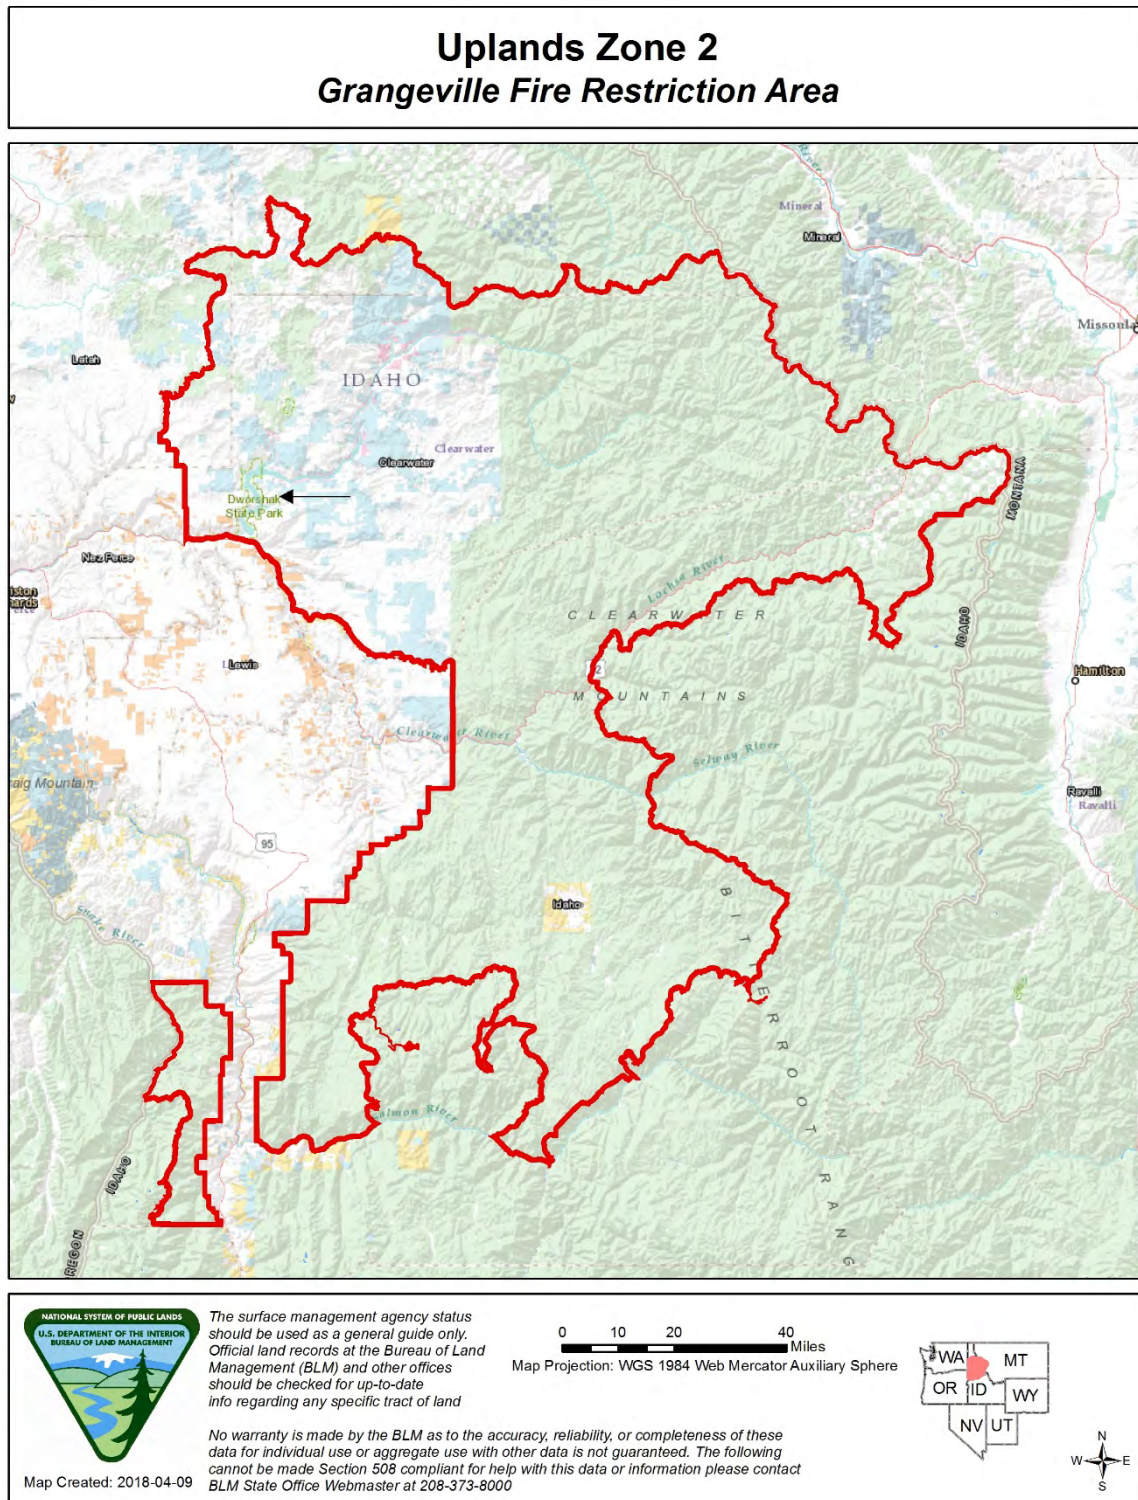 Uplands Zone 2
Grangeville Fire Restriction Area
River
Mineral
Mineral
Missoula
Latah
IDAHO
Clearwater
Clearwater
Dworshak
State Park
MONTANA
Nez Perce
Lochsa River
CLEARWATER
IDAHO
Lewis
Hamilton
MOUNTAINS
Clearwater River
Selway River
aig Mountain
Ravalli
Ravalli
95
BITTERROOT RANG
Idaho
Snake River
almon River
IDAHO
REGON
NATIONAL SYSTEM OF PUBLIC LANDS
U.S. DEPARTMENT OF THE INTERIOR
BUREAU OF LAND MANAGEMENT
Map Created: 2018-04-09
The surface management agency status
should be used as a general guide only.
Official land records at the Bureau of Land
Management (BLM) and other offices
should be checked for up-to-date
info regarding any specific tract of land
No warranty is made by the BLM as to the accuracy, reliability, or completeness of these
data for individual use or aggregate use with other data is not guaranteed. The following
cannot be made Section 508 compliant for help with this data or information please contact
BLM State Office Webmaster at 208-373-8000
0 10 20 40
Miles
Map Projection: WGS 1984 Web Mercator Auxiliary Sphere
WA MT
OR ID WY
NV UT
N
W E
S